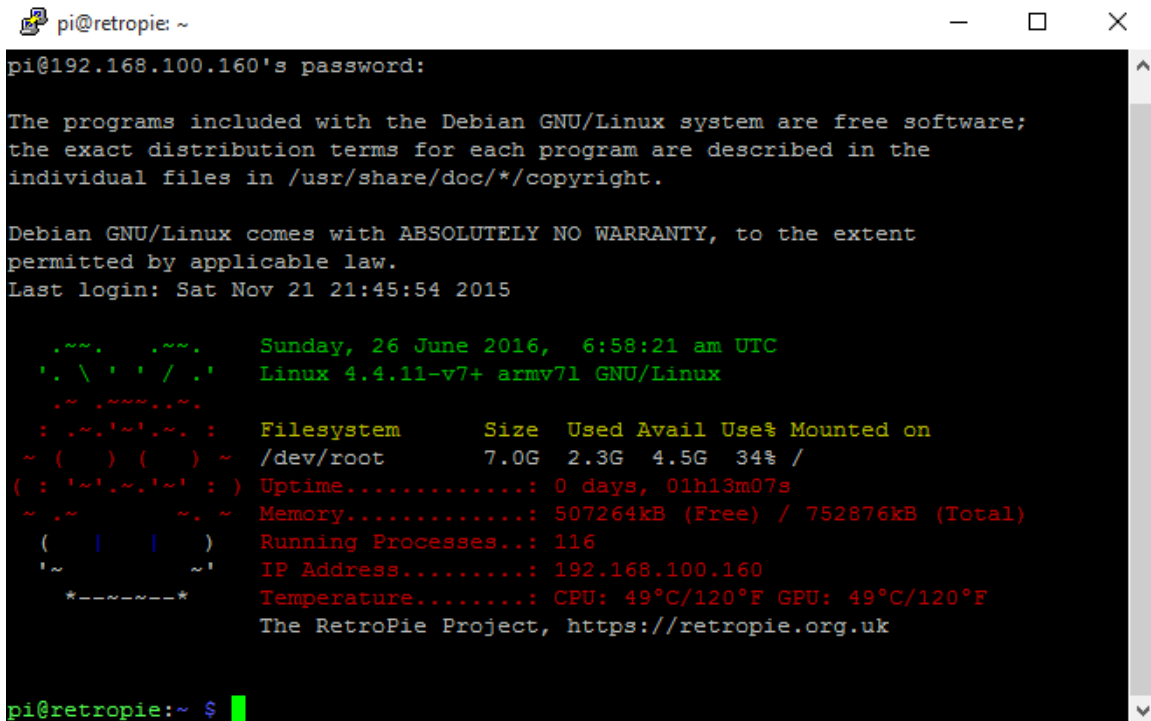 pi@retropie: ~
pi@192.168.100.160's password:
The programs included with the Debian GNU/Linux system are free software;
the exact distribution terms for each program are described in the
individual files in /usr/share/doc/*/copyright.
Debian GNU/Linux comes with ABSOLUTELY NO WARRANTY, to the extent
permitted by applicable law.
Last login: Sat Nov 21 21:45:54 2015
   .~~.   .~~.    Sunday, 26 June 2016,  6:58:21 am UTC
  '. \ ' ' / .'   Linux 4.4.11-v7+ armv7l GNU/Linux
   .~ .~~~..~.
  : .~.'~'.~. :   Filesystem      Size  Used Avail Use% Mounted on
 ~ (   ) (   ) ~  /dev/root       7.0G  2.3G  4.5G  34% /
( : '~'.~.'~' : ) Uptime.............: 0 days, 01h13m07s
 ~ .~       ~. ~  Memory.............: 507264kB (Free) / 752876kB (Total)
  (   |   |   )   Running Processes..: 116
  '~         ~'   IP Address.........: 192.168.100.160
    *--~-~--*     Temperature........: CPU: 49°C/120°F GPU: 49°C/120°F
                  The RetroPie Project, https://retropie.org.uk
pi@retropie:~ $